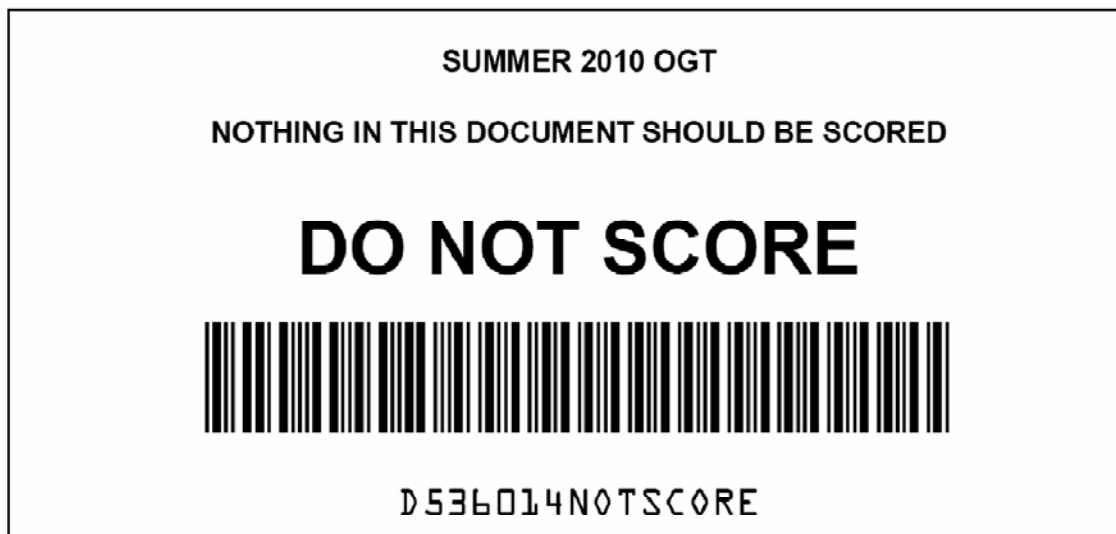 SUMMER 2010 OGT
NOTHING IN THIS DOCUMENT SHOULD BE SCORED
DO NOT SCORE
D536014NOTSCORE